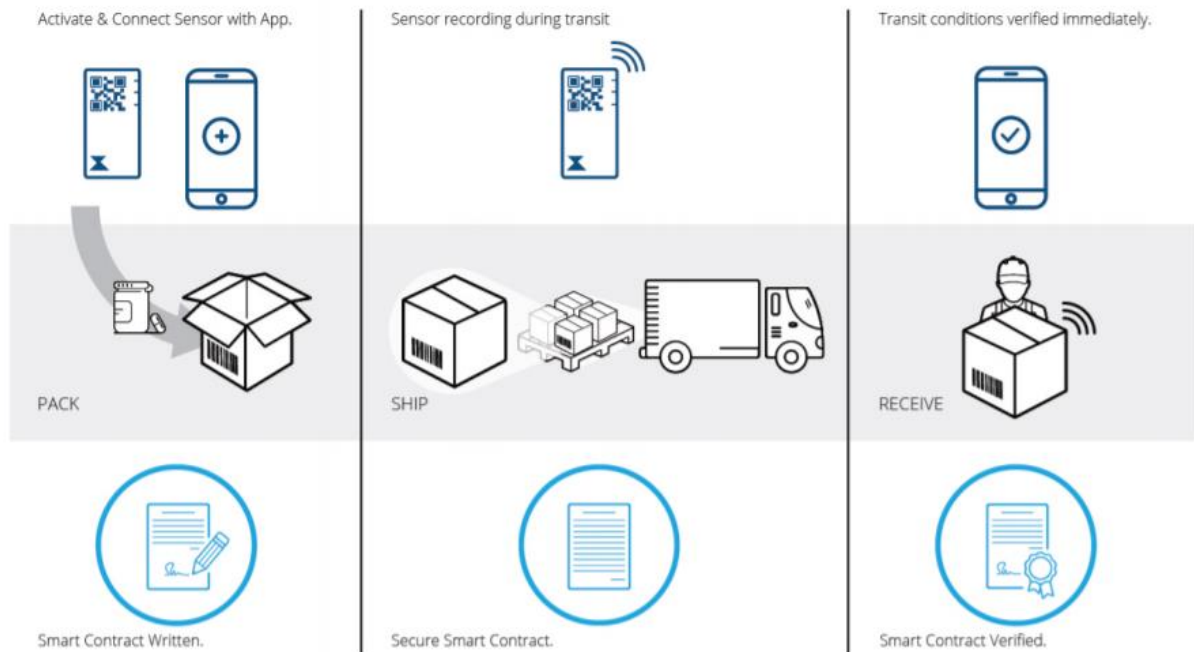 Activate & Connect Sensor with App.
Sensor recording during transit
Transit conditions verified immediately.
PACK
SHIP
RECEIVE
Smart Contract Written.
Secure Smart Contract.
Smart Contract Verified.